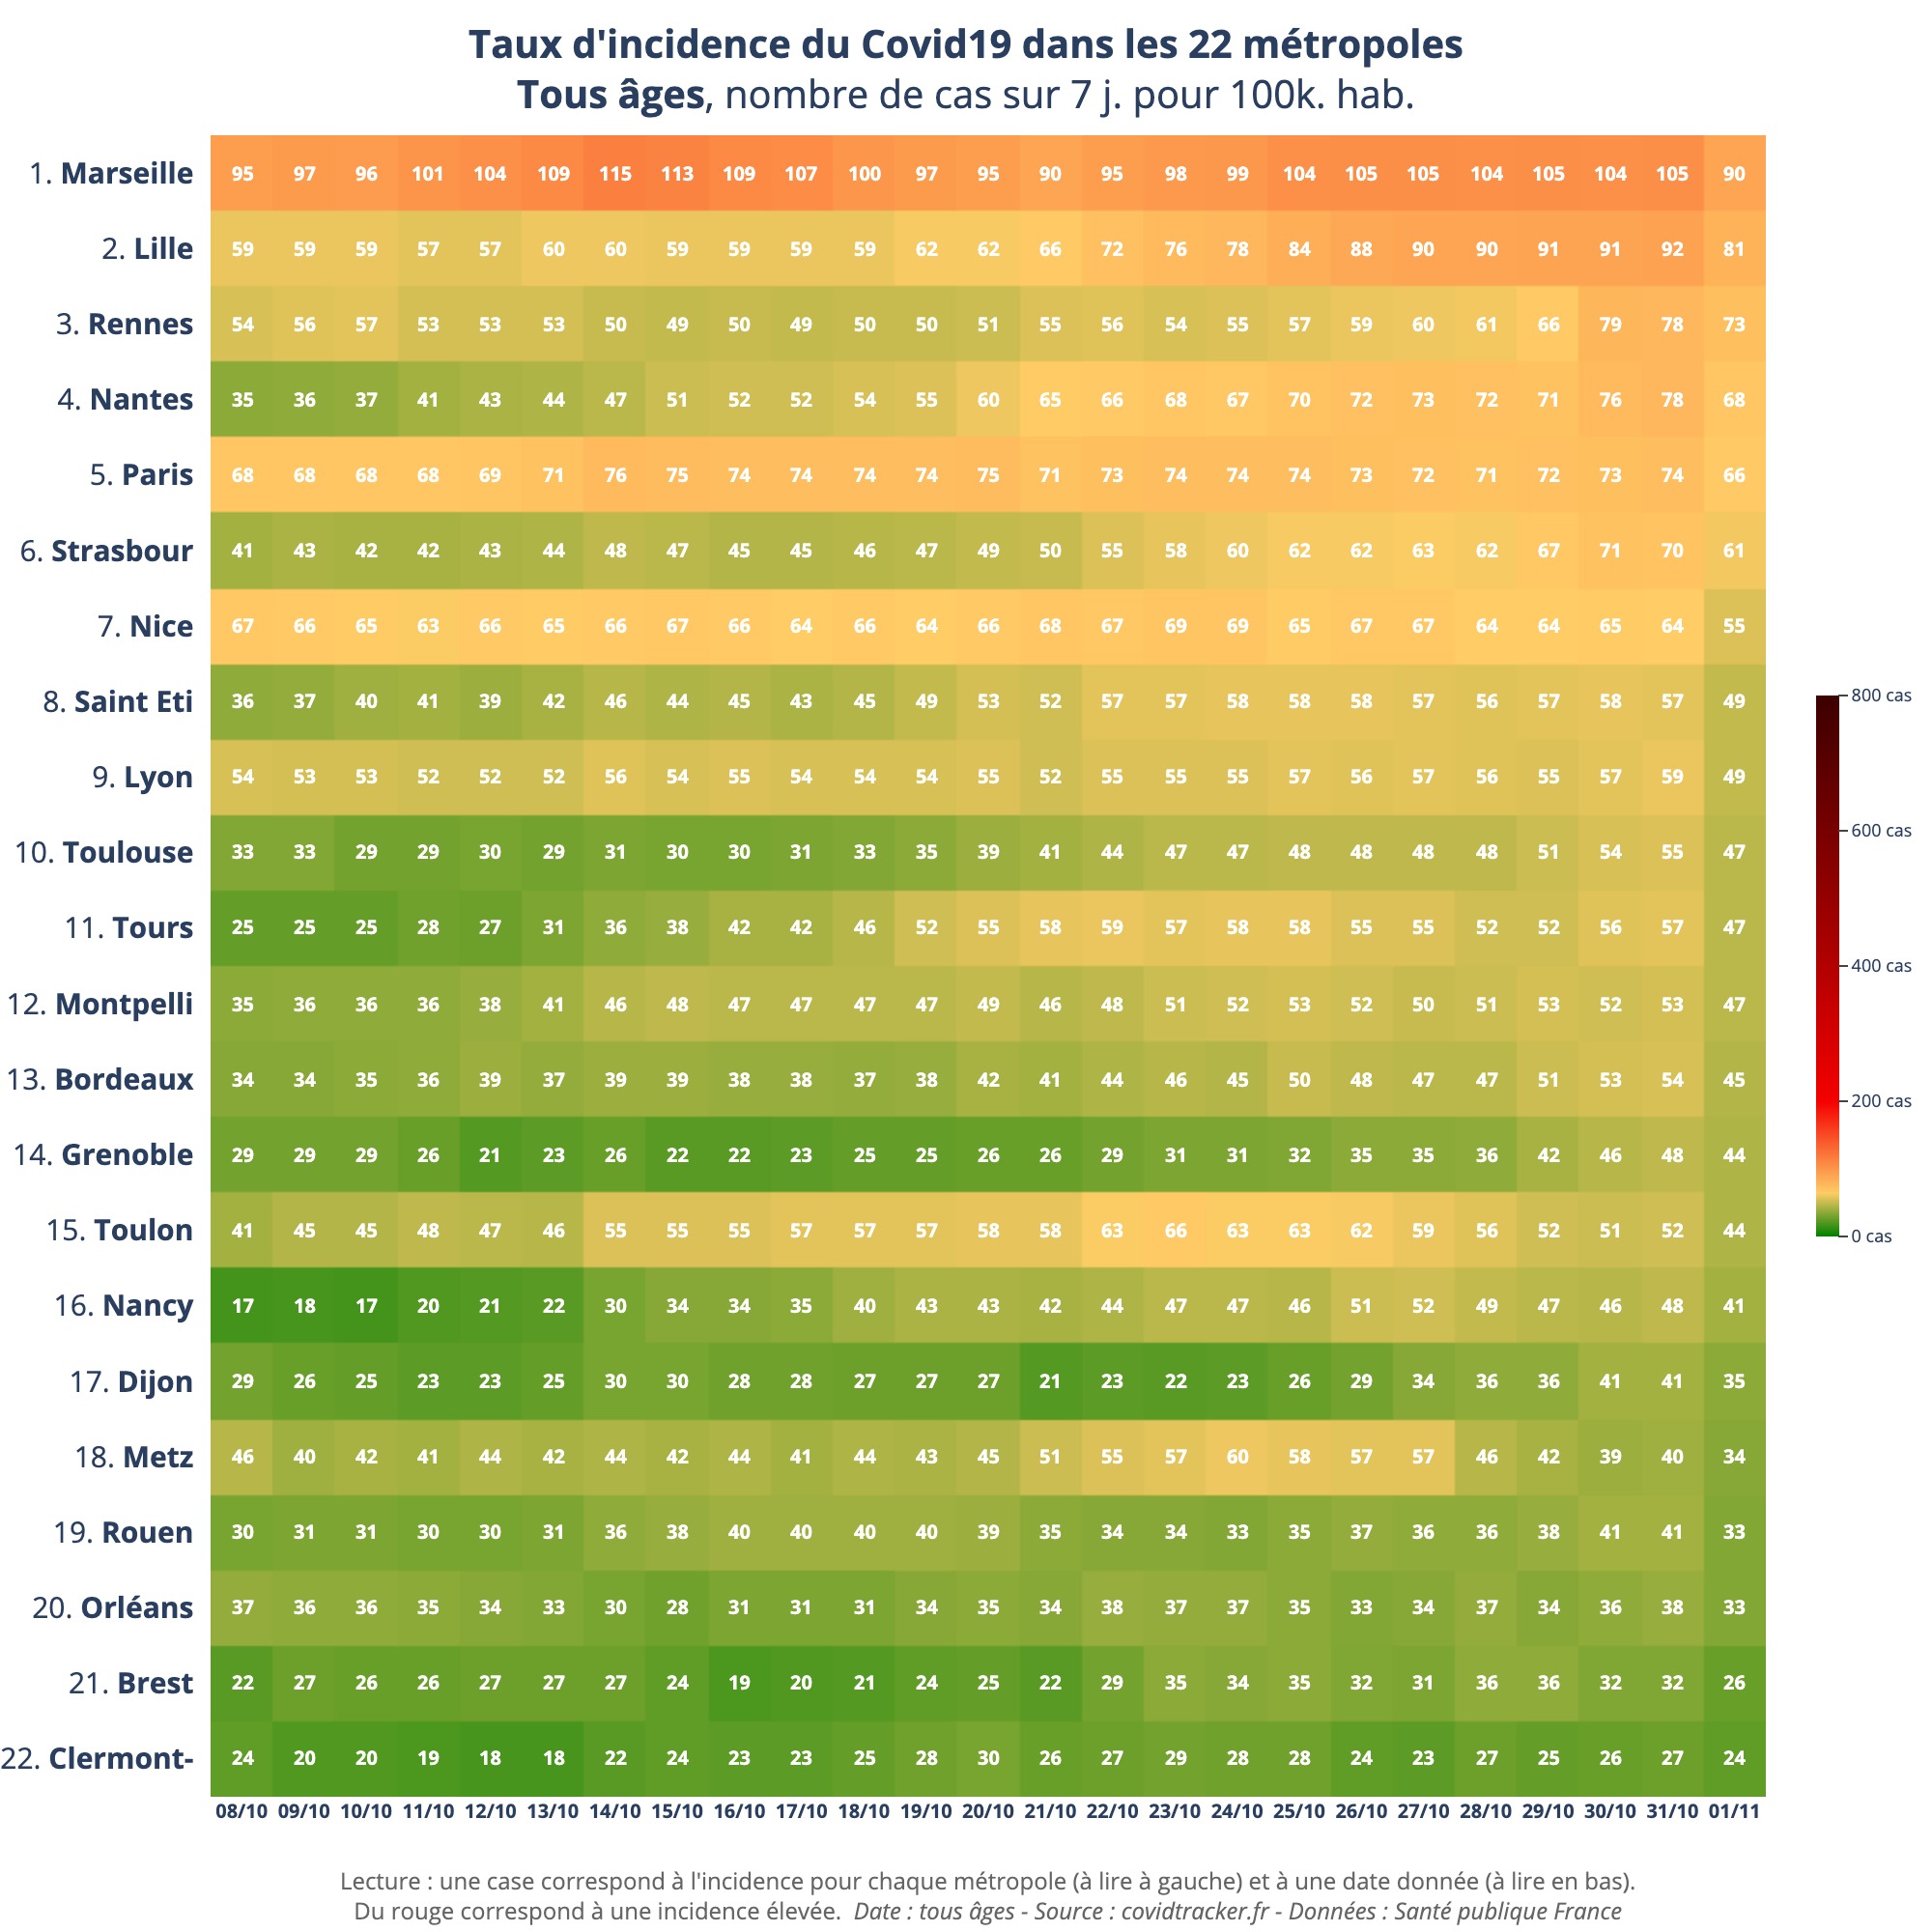 Taux d'incidence du Covid19 dans les 22 métropoles
Tous âges, nombre de cas sur 7 j. pour 100k. hab.
1. Marseille 95 97 96 101 104 109 115 113 109 107 100 97 95 90 95 98 99 104 105 105 104 105 104 105 90
2. Lille 59 59 59 57 57 60 60 59 59 59 59 62 62 66 72 76 78 84 88 90 90 91 91 92 81
3. Rennes 54 56 57 53 53 53 50 49 50 49 50 50 51 55 56 54 55 57 59 60 61 66 79 78 73
4. Nantes 35 36 37 41 43 44 47 51 52 52 54 55 60 65 66 68 67 70 72 73 72 71 76 78 68
5. Paris 68 68 68 68 69 71 76 75 74 74 74 74 75 71 73 74 74 74 73 72 71 72 73 74 66
6. Strasbour 41 43 42 42 43 44 48 47 45 45 46 47 49 50 55 58 60 62 62 63 62 67 71 70 61
7. Nice 67 66 65 63 66 65 66 67 66 64 66 64 66 68 67 69 69 65 67 67 64 64 65 64 55
8. Saint Eti 36 37 40 41 39 42 46 44 45 43 45 49 53 52 57 57 58 58 58 57 56 57 58 57 49
9. Lyon 54 53 53 52 52 52 56 54 55 54 54 54 55 52 55 55 55 57 56 57 56 55 57 59 49
10. Toulouse 33 33 29 29 30 29 31 30 30 31 33 35 39 41 44 47 47 48 48 48 48 51 54 55 47
11. Tours 25 25 25 28 27 31 36 38 42 42 46 52 55 58 59 57 58 58 55 55 52 52 56 57 47
12. Montpelli 35 36 36 36 38 41 46 48 47 47 47 47 49 46 48 51 52 53 52 50 51 53 52 53 47
13. Bordeaux 34 34 35 36 39 37 39 39 38 38 37 38 42 41 44 46 45 50 48 47 47 51 53 54 45
14. Grenoble 29 29 29 26 21 23 26 22 22 23 25 25 26 26 29 31 31 32 35 35 36 42 46 48 44
15. Toulon 41 45 45 48 47 46 55 55 55 57 57 57 58 58 63 66 63 63 62 59 56 52 51 52 44
16. Nancy 17 18 17 20 21 22 30 34 34 35 40 43 43 42 44 47 47 46 51 52 49 47 46 48 41
17. Dijon 29 26 25 23 23 25 30 30 28 28 27 27 27 21 23 22 23 26 29 34 36 36 41 41 35
18. Metz 46 40 42 41 44 42 44 42 44 41 44 43 45 51 55 57 60 58 57 57 46 42 39 40 34
19. Rouen 30 31 31 30 30 31 36 38 40 40 40 40 39 35 34 34 33 35 37 36 36 38 41 41 33
20. Orléans 37 36 36 35 34 33 30 28 31 31 31 34 35 34 38 37 37 35 33 34 37 34 36 38 33
21. Brest 22 27 26 26 27 27 27 24 19 20 21 24 25 22 29 35 34 35 32 31 36 36 32 32 26
22. Clermont- 24 20 20 19 18 18 22 24 23 23 25 28 30 26 27 29 28 28 24 23 27 25 26 27 24
08/10 09/10 10/10 11/10 12/10 13/10 14/10 15/10 16/10 17/10 18/10 19/10 20/10 21/10 22/10 23/10 24/10 25/10 26/10 27/10 28/10 29/10 30/10 31/10 01/11
800 cas
600 cas
400 cas
200 cas
0 cas
Lecture : une case correspond à l'incidence pour chaque métropole (à lire à gauche) et à une date donnée (à lire en bas).
Du rouge correspond à une incidence élevée. Date : tous âges - Source : covidtracker.fr - Données : Santé publique France